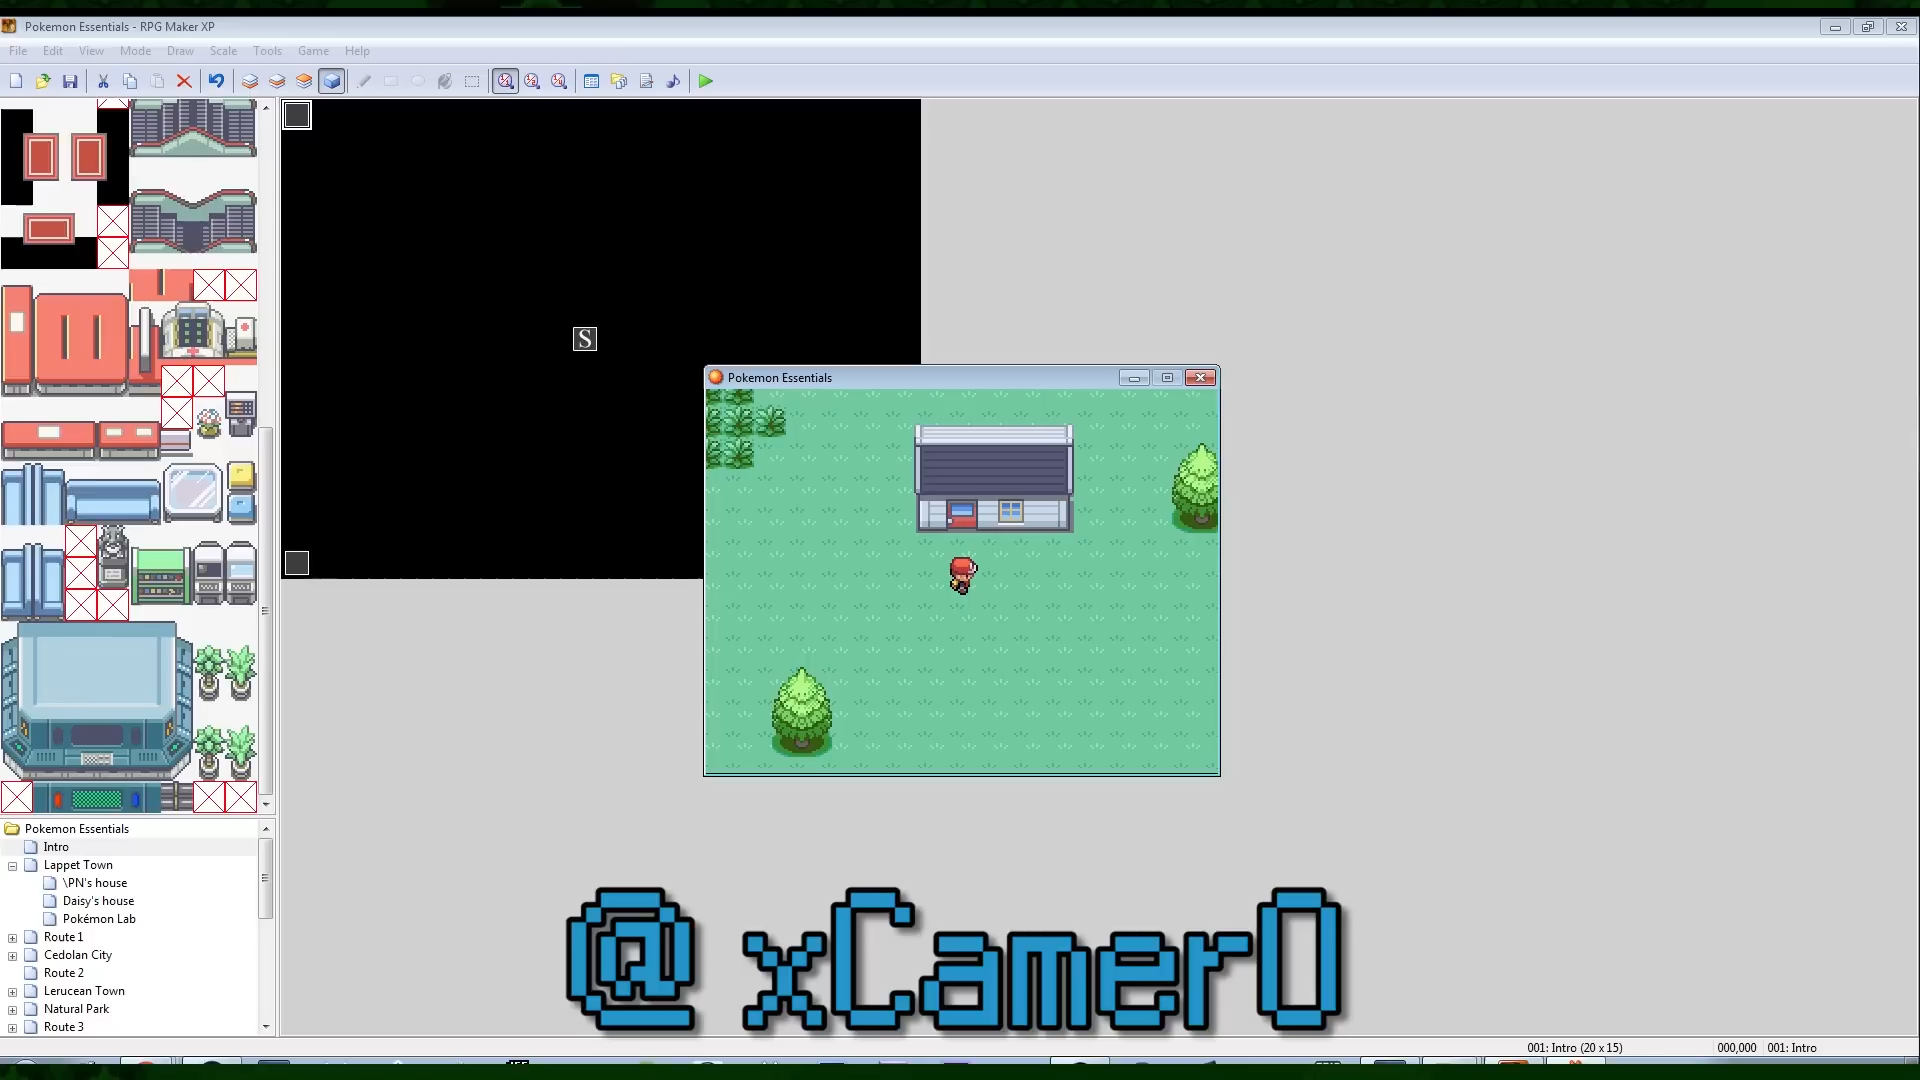 Pokemon Essentials - RPG Maker XP
File Edit View Mode Draw Scale Tools Game Help
S
Pokemon Essentials
Pokemon Essentials
Intro
Lappet Town
\PN's house
Daisy's house
Pokémon Lab
Route 1
Cedolan City
Route 2
Lerucean Town
Natural Park
Route 3
@ xCamer0
001: Intro (20 x 15) 000,000 001: Intro